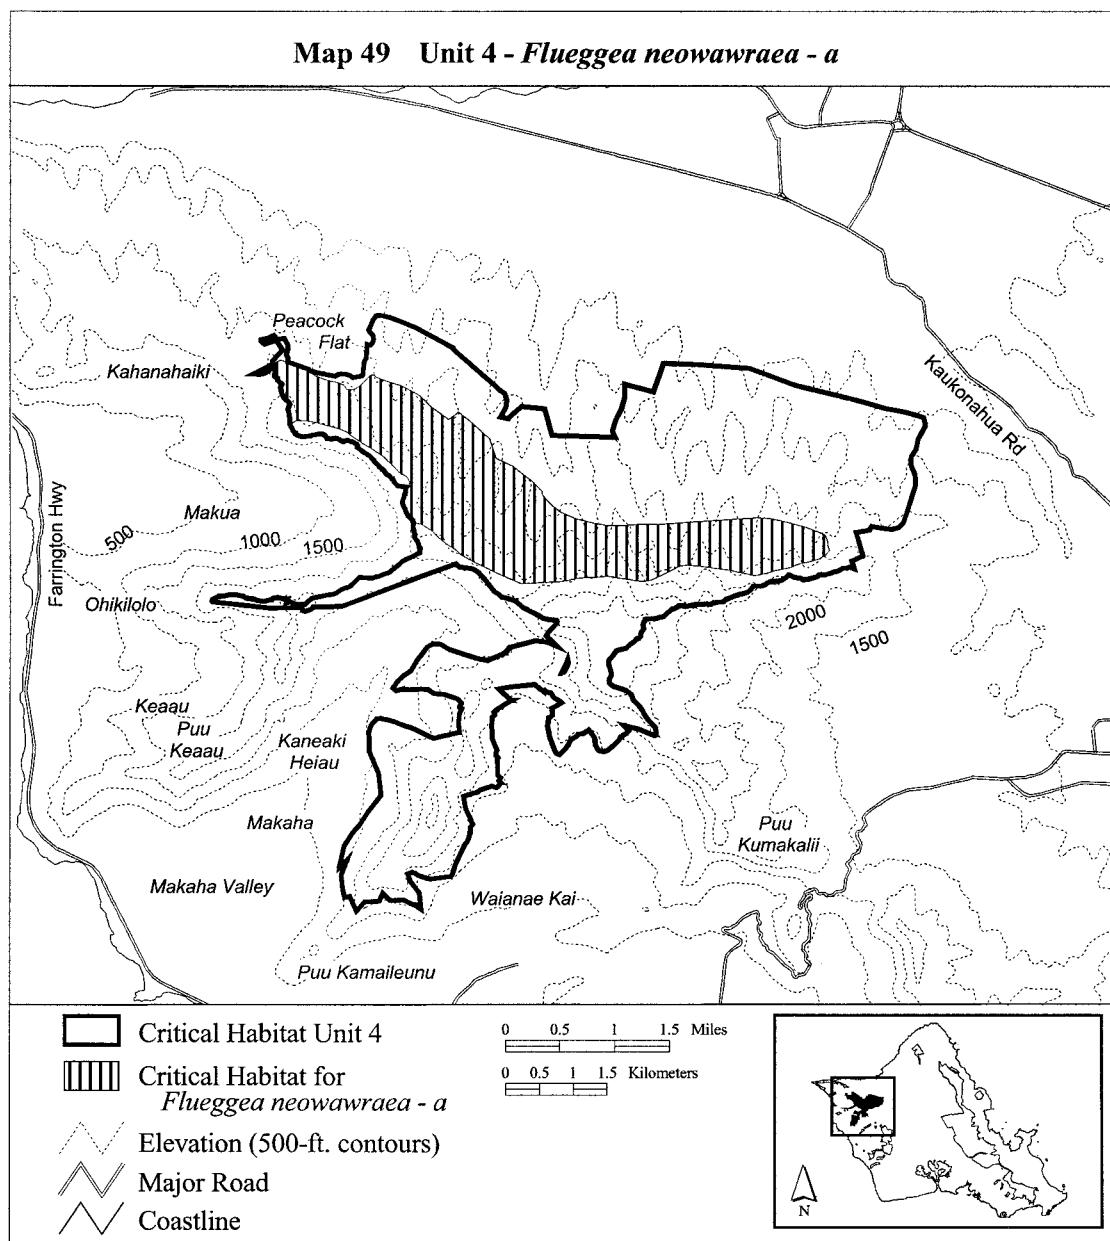 Map 49 Unit 4 - Flueggea neowawraea - a
Peacock
Flat
Kahanahaiki
Kaukonahua Rd
Farrington Hwy
Makua
500
1000
1500
Ohikilolo
2000
1500
Keaau
Puu
Keaau
Kaneaki
Heiau
Makaha
Puu
Kumakalii
Makaha Valley
Waianae Kai
Puu Kamaileunu
Critical Habitat Unit 4
Critical Habitat for
Flueggea neowawraea - a
Elevation (500-ft. contours)
Major Road
Coastline
0 0.5 1 1.5 Miles
0 0.5 1 1.5 Kilometers
N